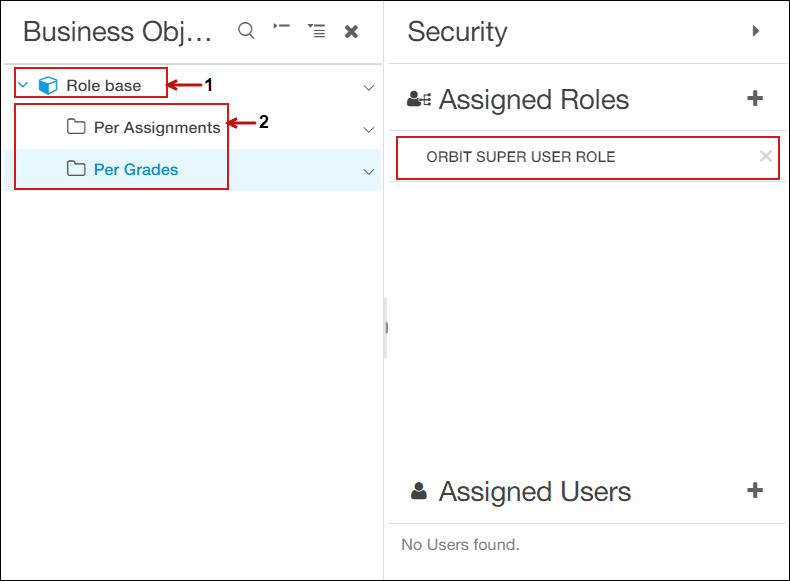 Business Obj...
Role base
1
Per Assignments
2
Per Grades
Security
Assigned Roles
ORBIT SUPER USER ROLE
Assigned Users
No Users found.